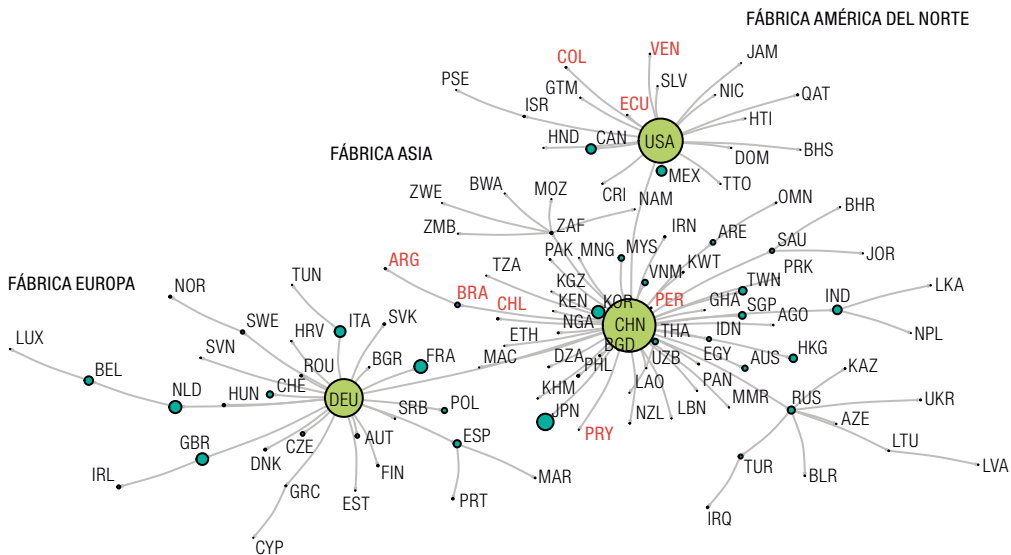 FÁBRICA AMÉRICA DEL NORTE
COL
VEN
JAM
PSE
GTM
SLV
NIC
QAT
ISR
ECU
HTI
HND
CAN
USA
DOM
BHS
FÁBRICA ASIA
MEX
CRI
TTO
ZWE
BWA
MOZ
NAM
OMN
BHR
ZMB
ZAF
IRN
ARE
SAU
PAK
MNG
MYS
JOR
ARG
TZA
KGZ
VNM
KWT
PRK
TWN
FÁBRICA EUROPA
NOR
TUN
BRA
CHL
KEN
KOR
PER
GHA
SGP
IND
LKA
LUX
SWE
HRV
ITA
SVK
NGA
CHN
THA
IDN
AGO
NPL
SVN
ROU
BGR
FRA
ETH
MAC
BGD
DZA
PHL
UZB
EGY
AUS
HKG
BEL
NLD
HUN
CHE
DEU
KHM
LAO
PAN
KAZ
SRB
POL
JPN
NZL
LBN
MMR
RUS
UKR
GBR
DNK
CZE
AUT
ESP
PRY
AZE
LTU
IRL
FIN
MAR
TUR
BLR
LVA
GRC
EST
PRT
IRQ
CYP